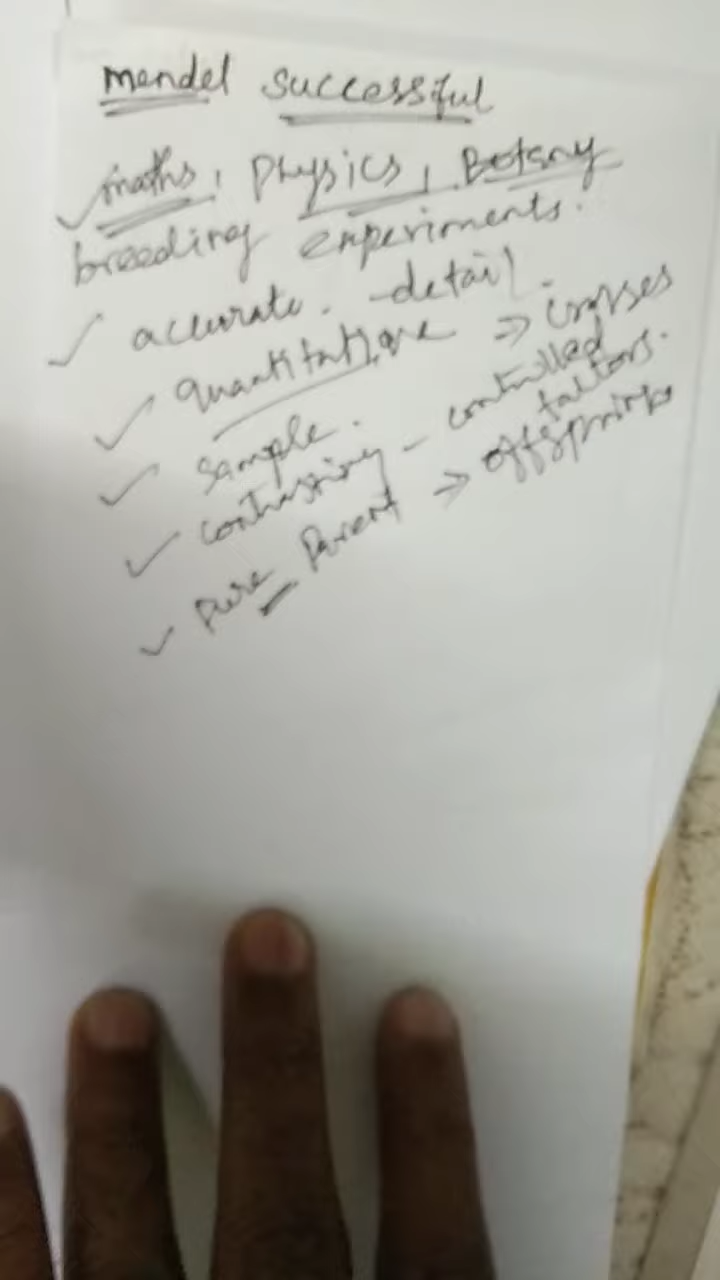 mendel successful
✓ maths, Physics, Botany
breeding experiments.
✓ accurate. detail.
✓ quantitative ⇒ crosses
✓ sample.
✓ contrasting - controlled
factors.
✓ Pure Parent ⇒ offsprings